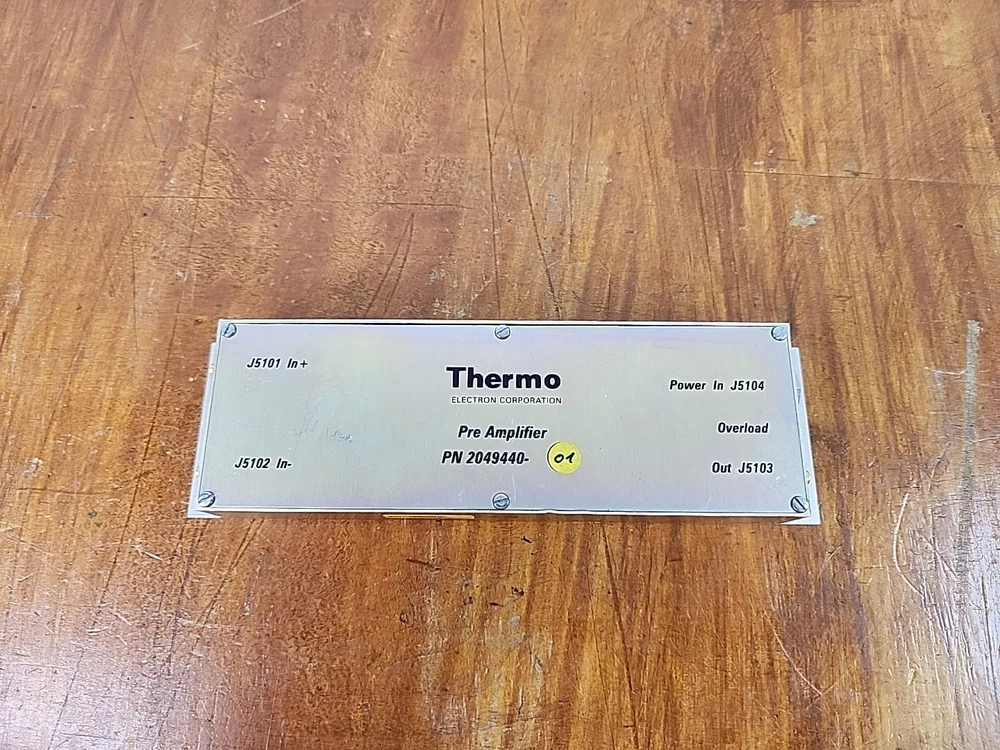 J5101 In+
Thermo
ELECTRON CORPORATION
Power In J5104
Pre Amplifier
Overload
PN 2049440- 01
J5102 In-
Out J5103